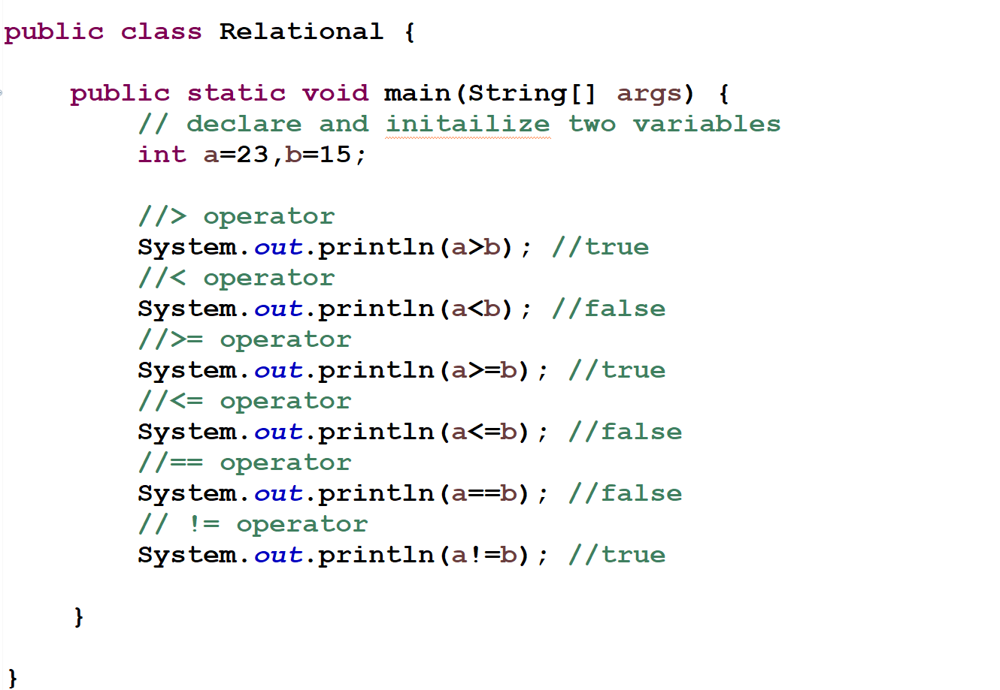 public class Relational {
public static void main(String[] args) {
// declare and initailize two variables
int a=23,b=15;
//> operator
System.out.println(a>b); //true
//< operator
System.out.println(a<b); //false
//>= operator
System.out.println(a>=b); //true
//<= operator
System.out.println(a<=b); //false
//== operator
System.out.println(a==b); //false
// != operator
System.out.println(a!=b); //true
}
}